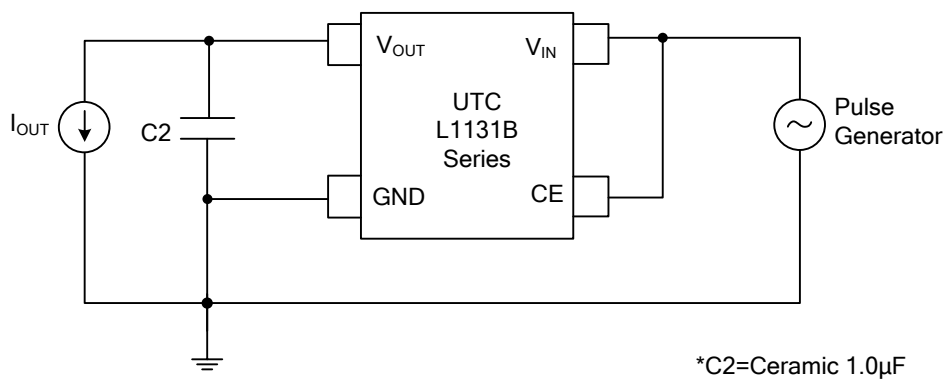 V_OUT
V_IN
UTC
L1131B
Series
GND
CE
I_OUT
C2
Pulse
Generator
*C2=Ceramic 1.0µF